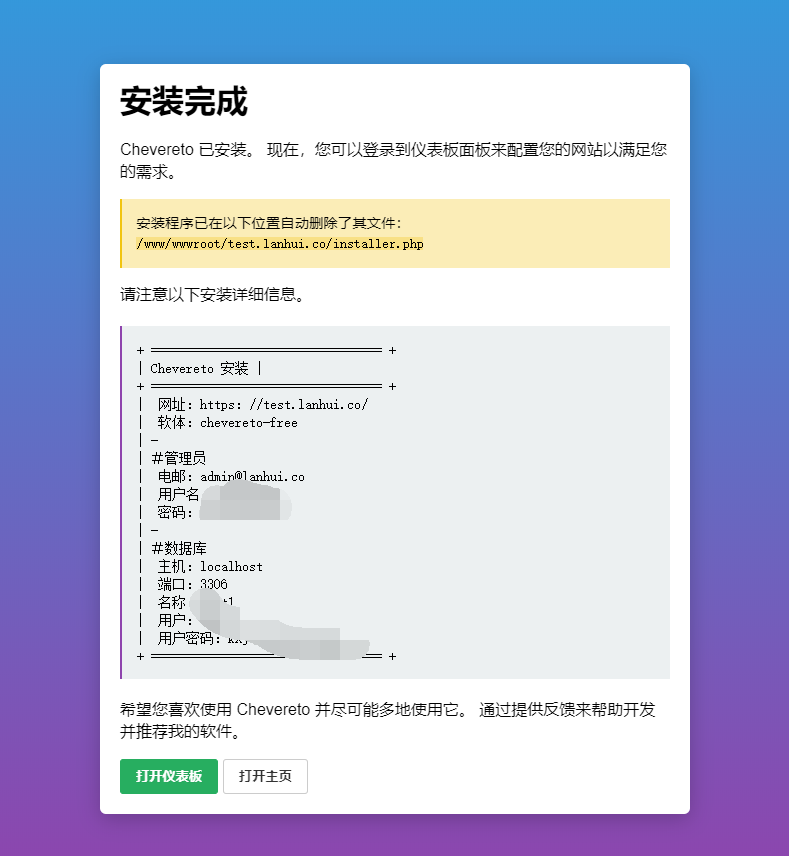 安装完成
Chevereto 已安装。 现在，您可以登录到仪表板面板来配置您的网站以满足您
的需求。
安装程序已在以下位置自动删除了其文件：
/www/wwwroot/test.lanhui.co/installer.php
请注意以下安装详细信息。
+ ================================= +
| Chevereto 安装 |
+ ================================= +
| 网址：https: //test.lanhui.co/
| 软体：chevereto-free
| -
| #管理员
| 电邮：admin@lanhui.co
| 用户名
| 密码：
| -
| #数据库
| 主机：localhost
| 端口：3306
| 名称
| 用户：
| 用户密码：
+ ================================= +
希望您喜欢使用 Chevereto 并尽可能多地使用它。 通过提供反馈来帮助开发
并推荐我的软件。
打开仪表板
打开主页